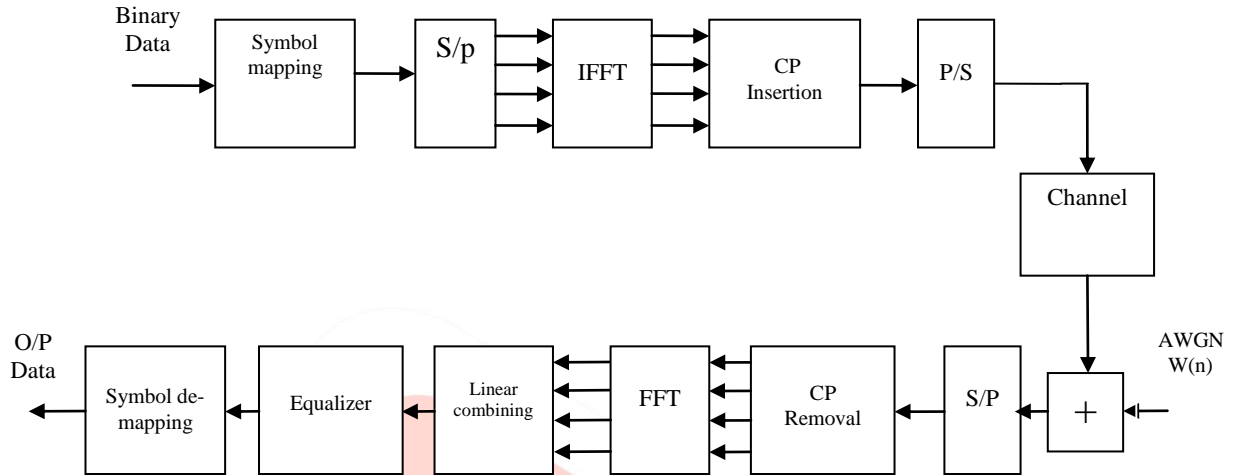 Binary
Data
Symbol
mapping
S/p
IFFT
CP
Insertion
P/S
Channel
AWGN
W(n)
+
S/P
CP
Removal
FFT
Linear
combining
Equalizer
Symbol de-
mapping
O/P
Data